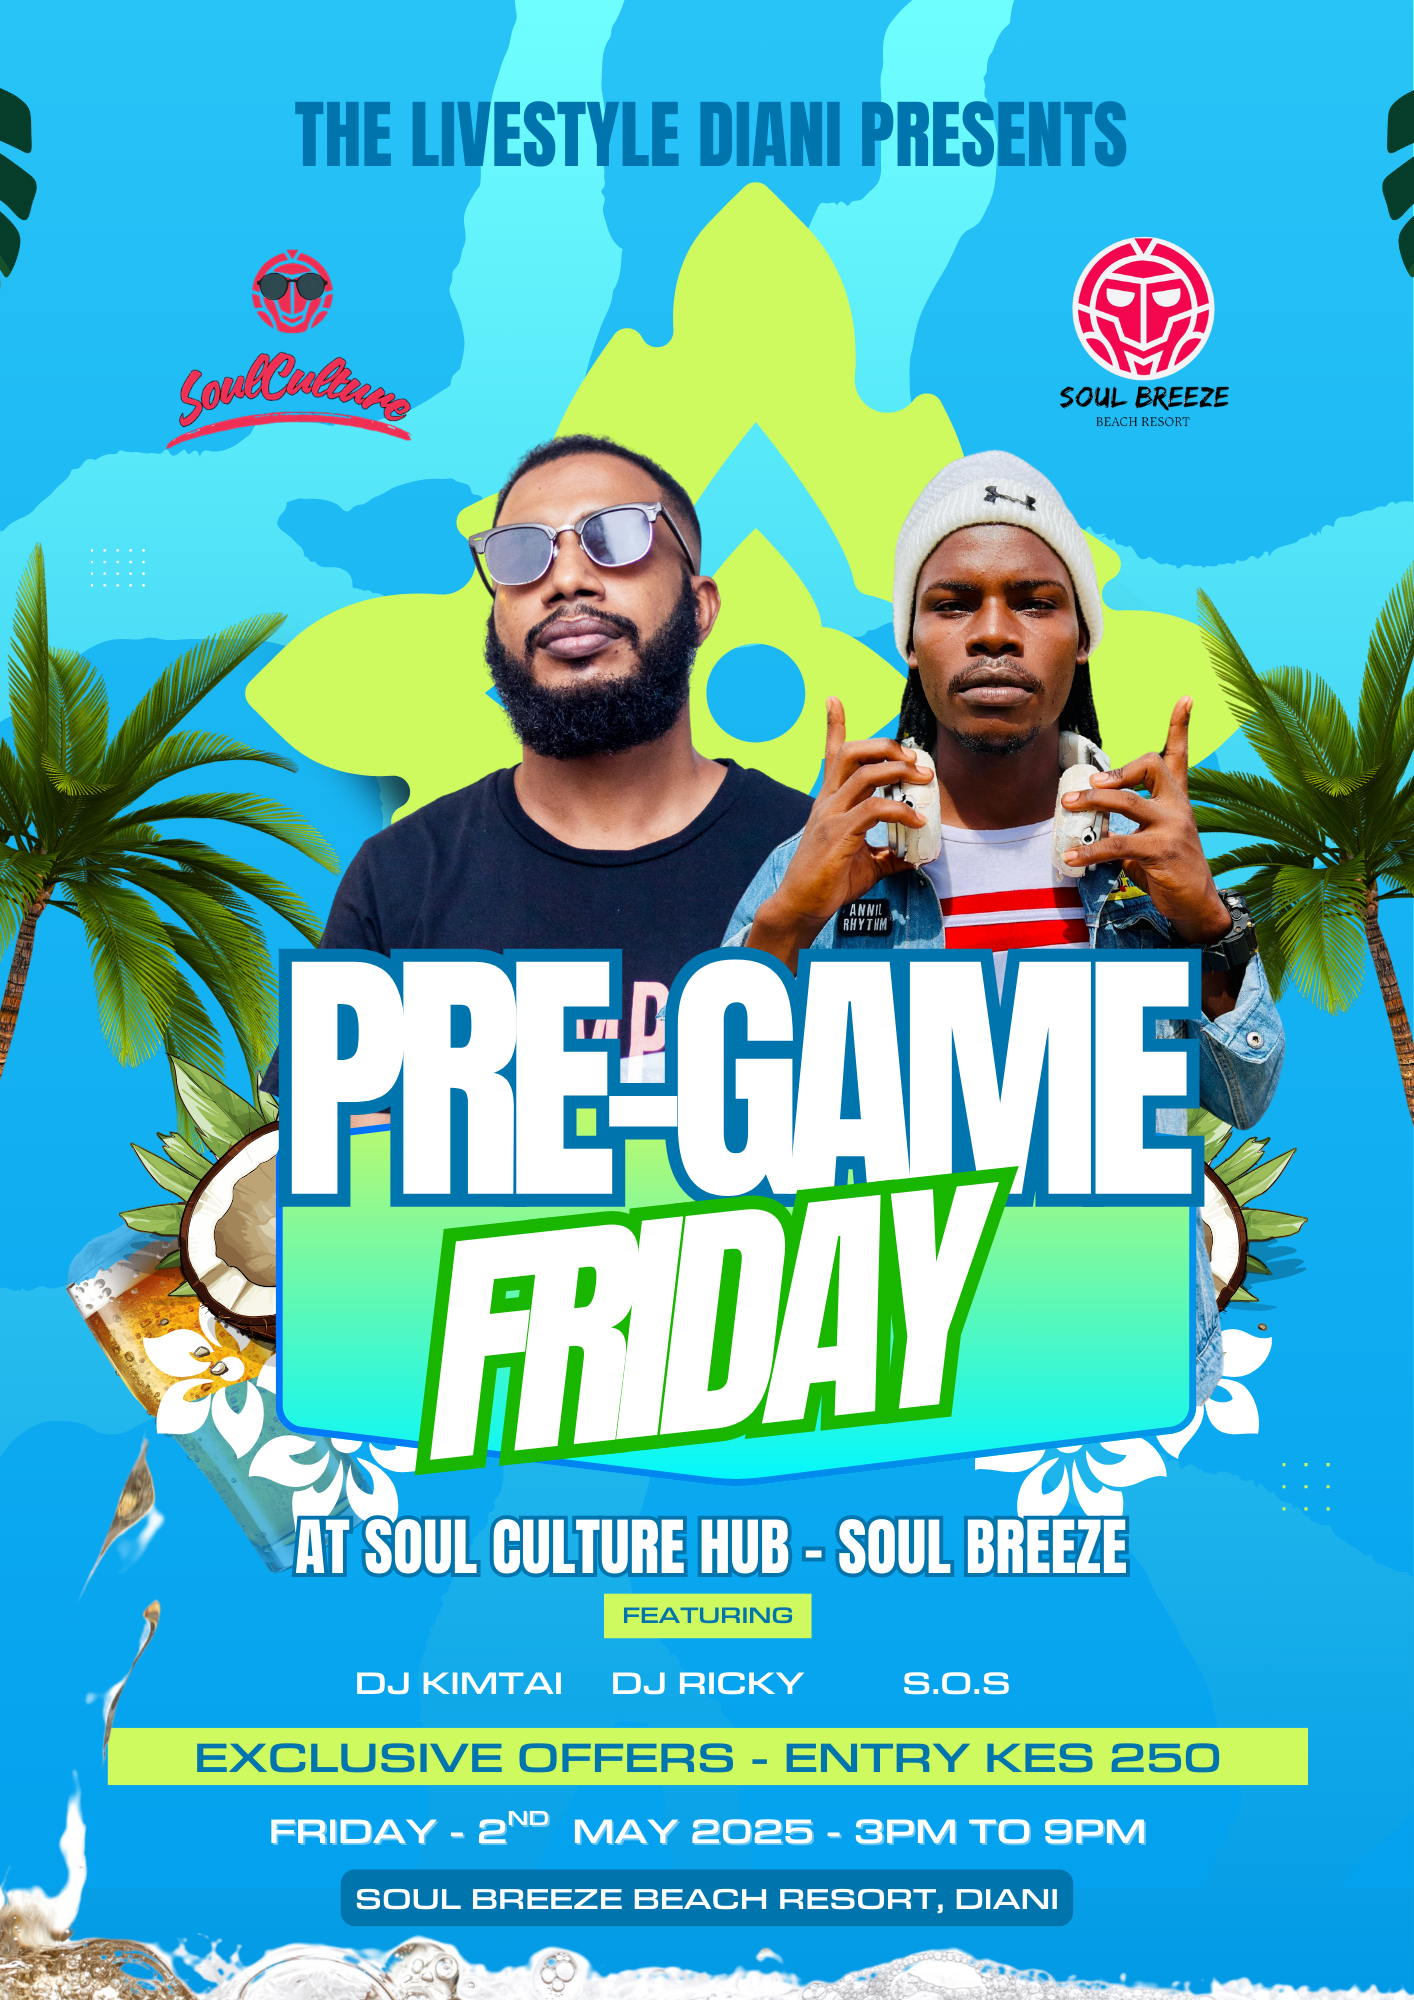 THE LIVESTYLE DIANI PRESENTS
SoulCulture
SOUL BREEZE
BEACH RESORT
ANNIL
RHYTHM
PRE-GAME
FRIDAY
AT SOUL CULTURE HUB - SOUL BREEZE
FEATURING
DJ KIMTAI DJ RICKY S.O.S
EXCLUSIVE OFFERS - ENTRY KES 250
FRIDAY - 2ND MAY 2025 - 3PM TO 9PM
SOUL BREEZE BEACH RESORT, DIANI